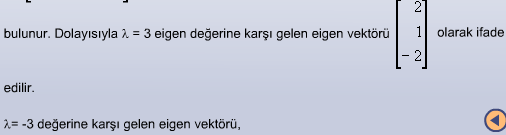 bulunur. Dolayısıyla λ = 3 eigen değerine karşı gelen eigen vektörü [2 1 -2] olarak ifade
edilir.
λ= -3 değerine karşı gelen eigen vektörü,